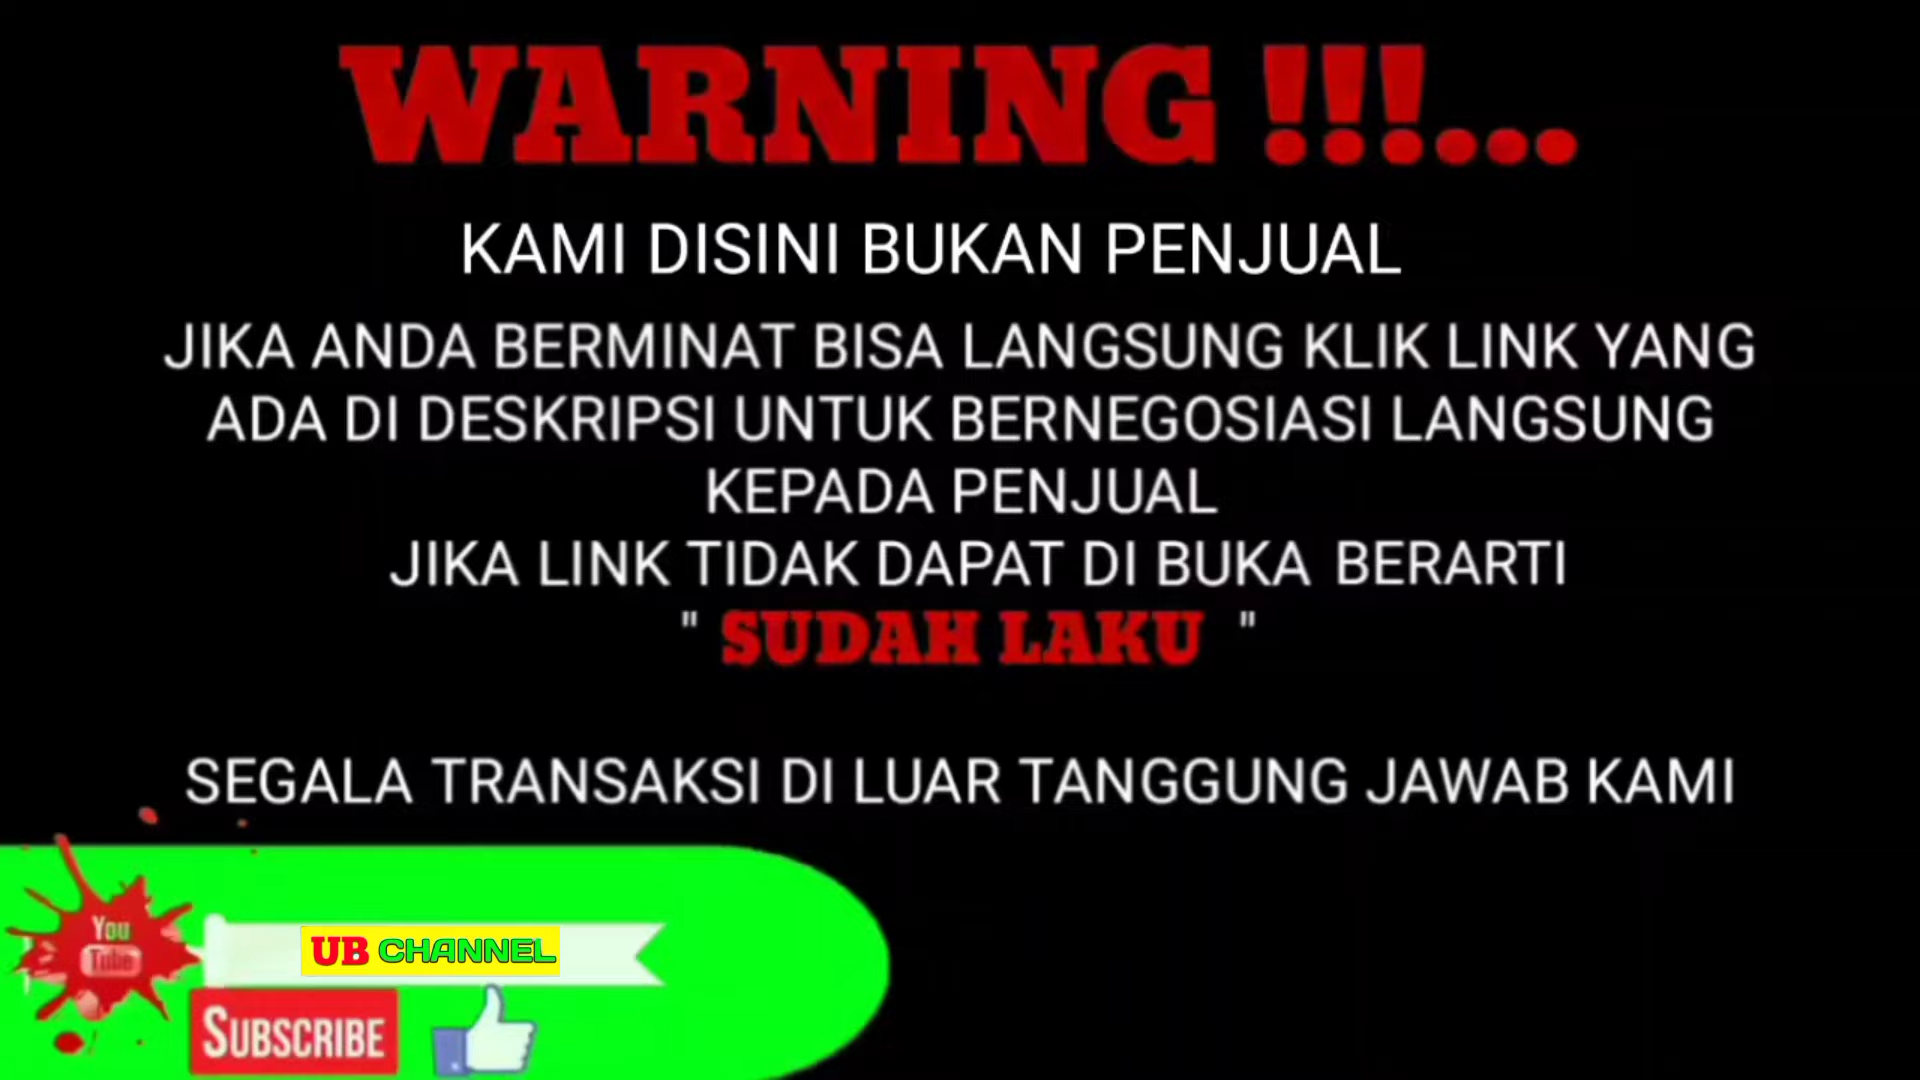 WARNING !!!...
KAMI DISINI BUKAN PENJUAL
JIKA ANDA BERMINAT BISA LANGSUNG KLIK LINK YANG
ADA DI DESKRIPSI UNTUK BERNEGOSIASI LANGSUNG
KEPADA PENJUAL
JIKA LINK TIDAK DAPAT DI BUKA BERARTI
" SUDAH LAKU "
SEGALA TRANSAKSI DI LUAR TANGGUNG JAWAB KAMI
You
Tube
UB CHANNEL
SUBSCRIBE